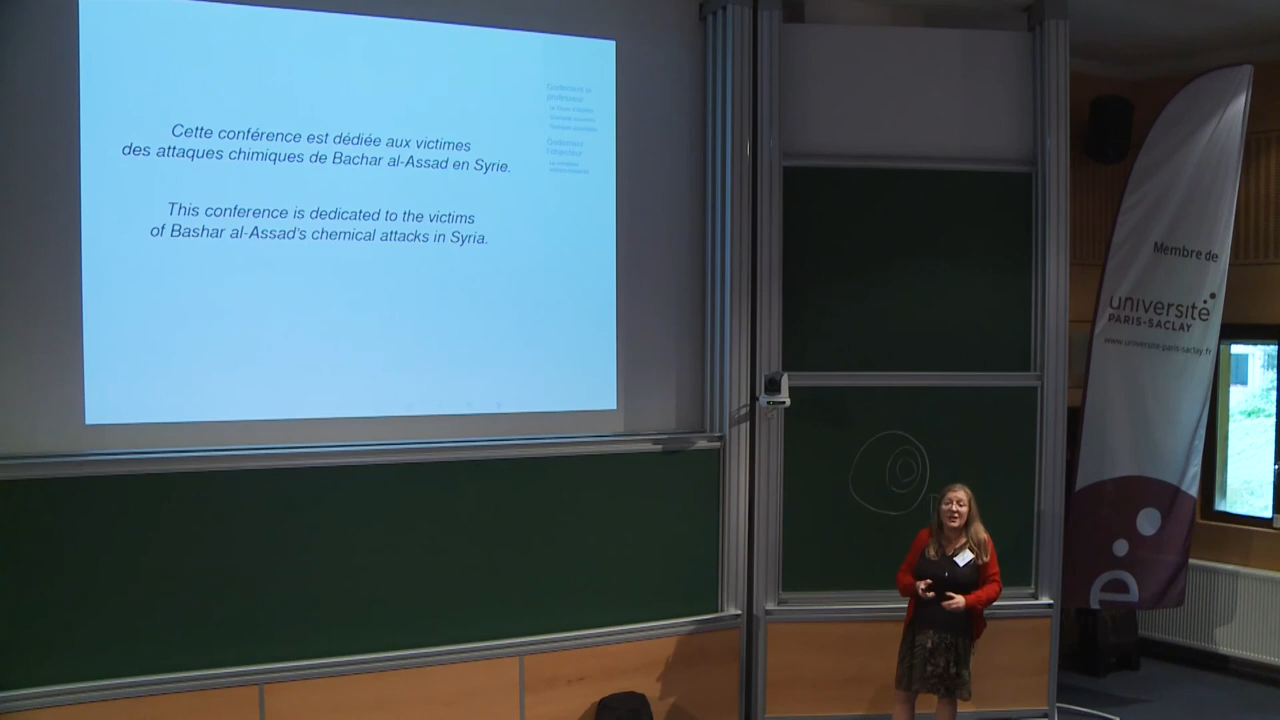 Cette conférence est dédiée aux victimes
des attaques chimiques de Bachar al-Assad en Syrie.
This conference is dedicated to the victims
of Bashar al-Assad's chemical attacks in Syria.
Membre de
université
PARIS-SACLAY
www.universite-paris-saclay.fr
é